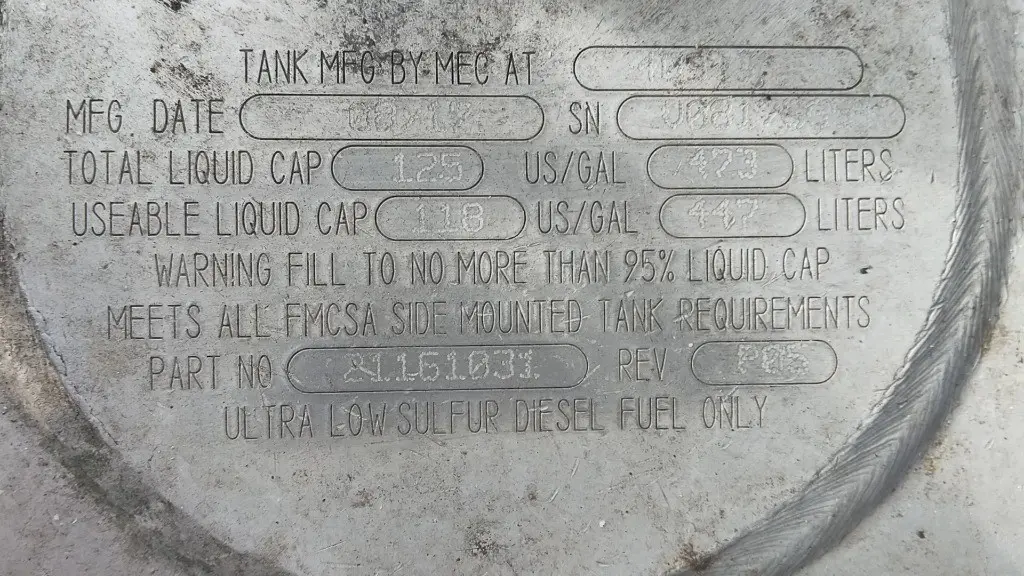 TANK MFG BY MEC AT
MFG. DATE SN
TOTAL LIQUID CAP 125 US/GAL 473 LITERS
USEABLE LIQUID CAP 118 US/GAL 447 LITERS
WARNING FILL TO NO MORE THAN 95% LIQUID CAP
MEETS ALL FMCSA SIDE MOUNTED TANK REQUIREMENTS
PART NO 21161031 REV P05
ULTRA LOW SULFUR DIESEL FUEL ONLY